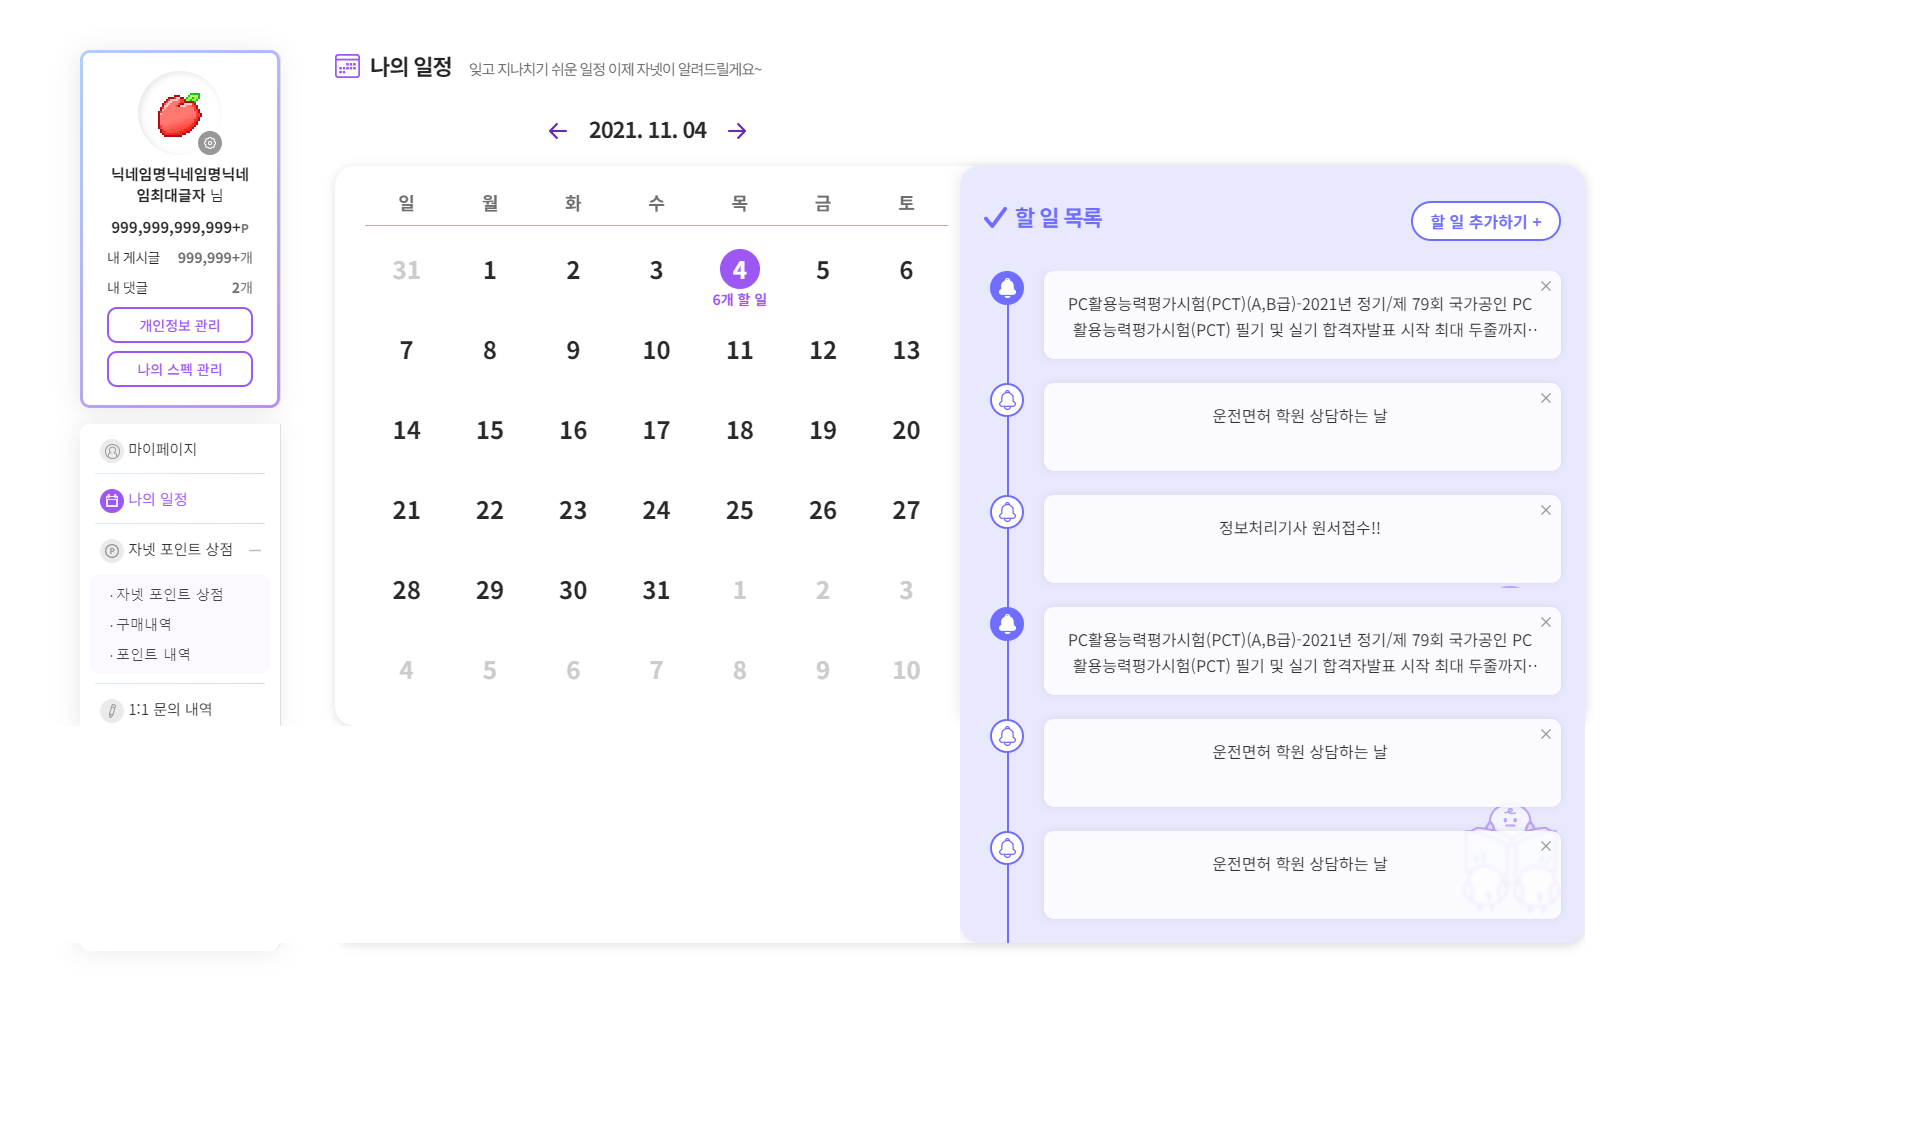 닉네임명닉네임명닉네
임최대글자 님
999,999,999,999+P
내 게시글 999,999+개
내 댓글 2개
개인정보 관리
나의 스펙 관리
마이페이지
나의 일정
자넷 포인트 상점
· 자넷 포인트 상점
· 구매내역
· 포인트 내역
1:1 문의 내역
나의 일정 잊고 지나치기 쉬운 일정 이제 자넷이 알려드릴게요~
2021. 11. 04
일 월 화 수 목 금 토
31 1 2 3 4 5 6
6개 할 일
7 8 9 10 11 12 13
14 15 16 17 18 19 20
21 22 23 24 25 26 27
28 29 30 31 1 2 3
4 5 6 7 8 9 10
할 일 목록
할 일 추가하기 +
PC활용능력평가시험(PCT)(A,B급)-2021년 정기/제 79회 국가공인 PC
활용능력평가시험(PCT) 필기 및 실기 합격자발표 시작 최대 두줄까지··
운전면허 학원 상담하는 날
정보처리기사 원서접수!!
PC활용능력평가시험(PCT)(A,B급)-2021년 정기/제 79회 국가공인 PC
활용능력평가시험(PCT) 필기 및 실기 합격자발표 시작 최대 두줄까지··
운전면허 학원 상담하는 날
운전면허 학원 상담하는 날